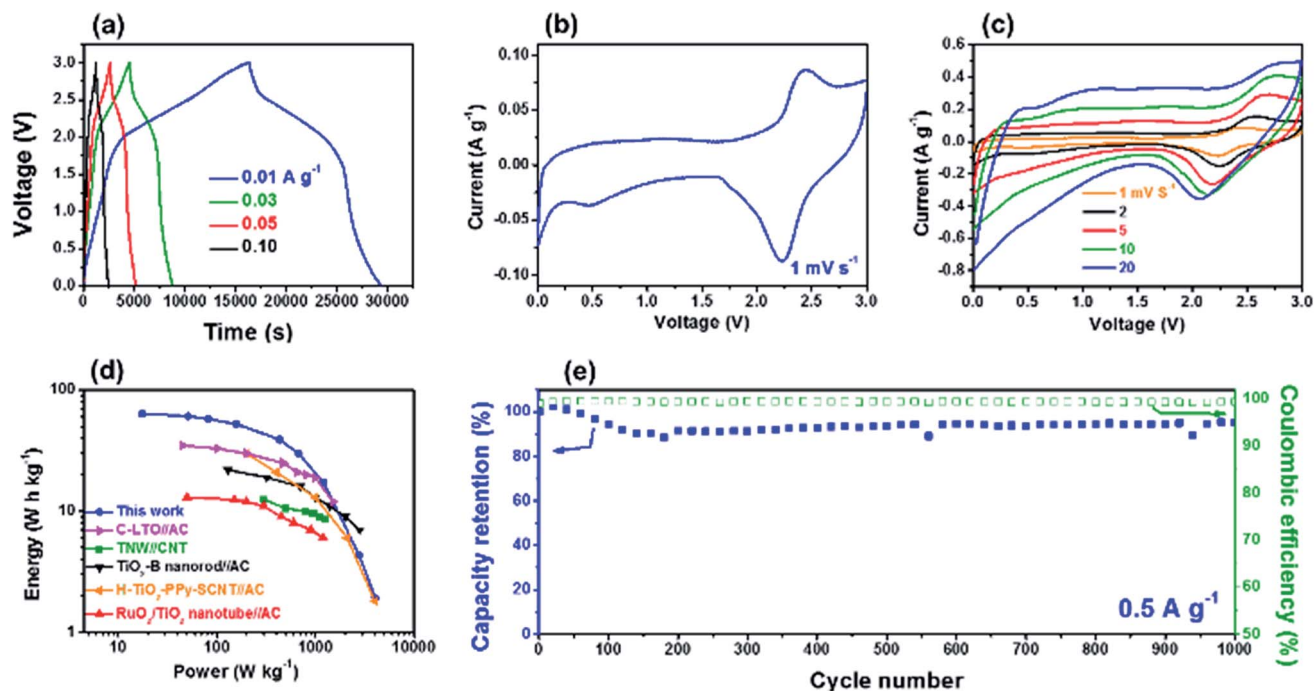 (a)
Voltage (V)
3.0
2.5
2.0
1.5
1.0
0.5
0.0
0.01 A g⁻¹
0.03
0.05
0.10
0 5000 10000 15000 20000 25000 30000
Time (s)
(b)
Current (A g⁻¹)
0.10
0.05
0.00
-0.05
-0.10
1 mV s⁻¹
0.0 0.5 1.0 1.5 2.0 2.5 3.0
Voltage (V)
(c)
Current (A g⁻¹)
0.6
0.4
0.2
0.0
-0.2
-0.4
-0.6
-0.8
1 mV S⁻¹
2
5
10
20
0.0 0.5 1.0 1.5 2.0 2.5 3.0
Voltage (V)
(d)
Energy (W h kg⁻¹)
100
10
1
This work
C-LTO//AC
TNW//CNT
TiO₂-B nanorod//AC
H-TiO₂-PPy-SCNT//AC
RuO₂/TiO₂ nanotube//AC
10 100 1000 10000
Power (W kg⁻¹)
(e)
Capacity retention (%)
100
80
60
40
20
0
0.5 A g⁻¹
0 100 200 300 400 500 600 700 800 900 1000
Cycle number
100
90
80
70
60
50
Coulombic efficiency (%)